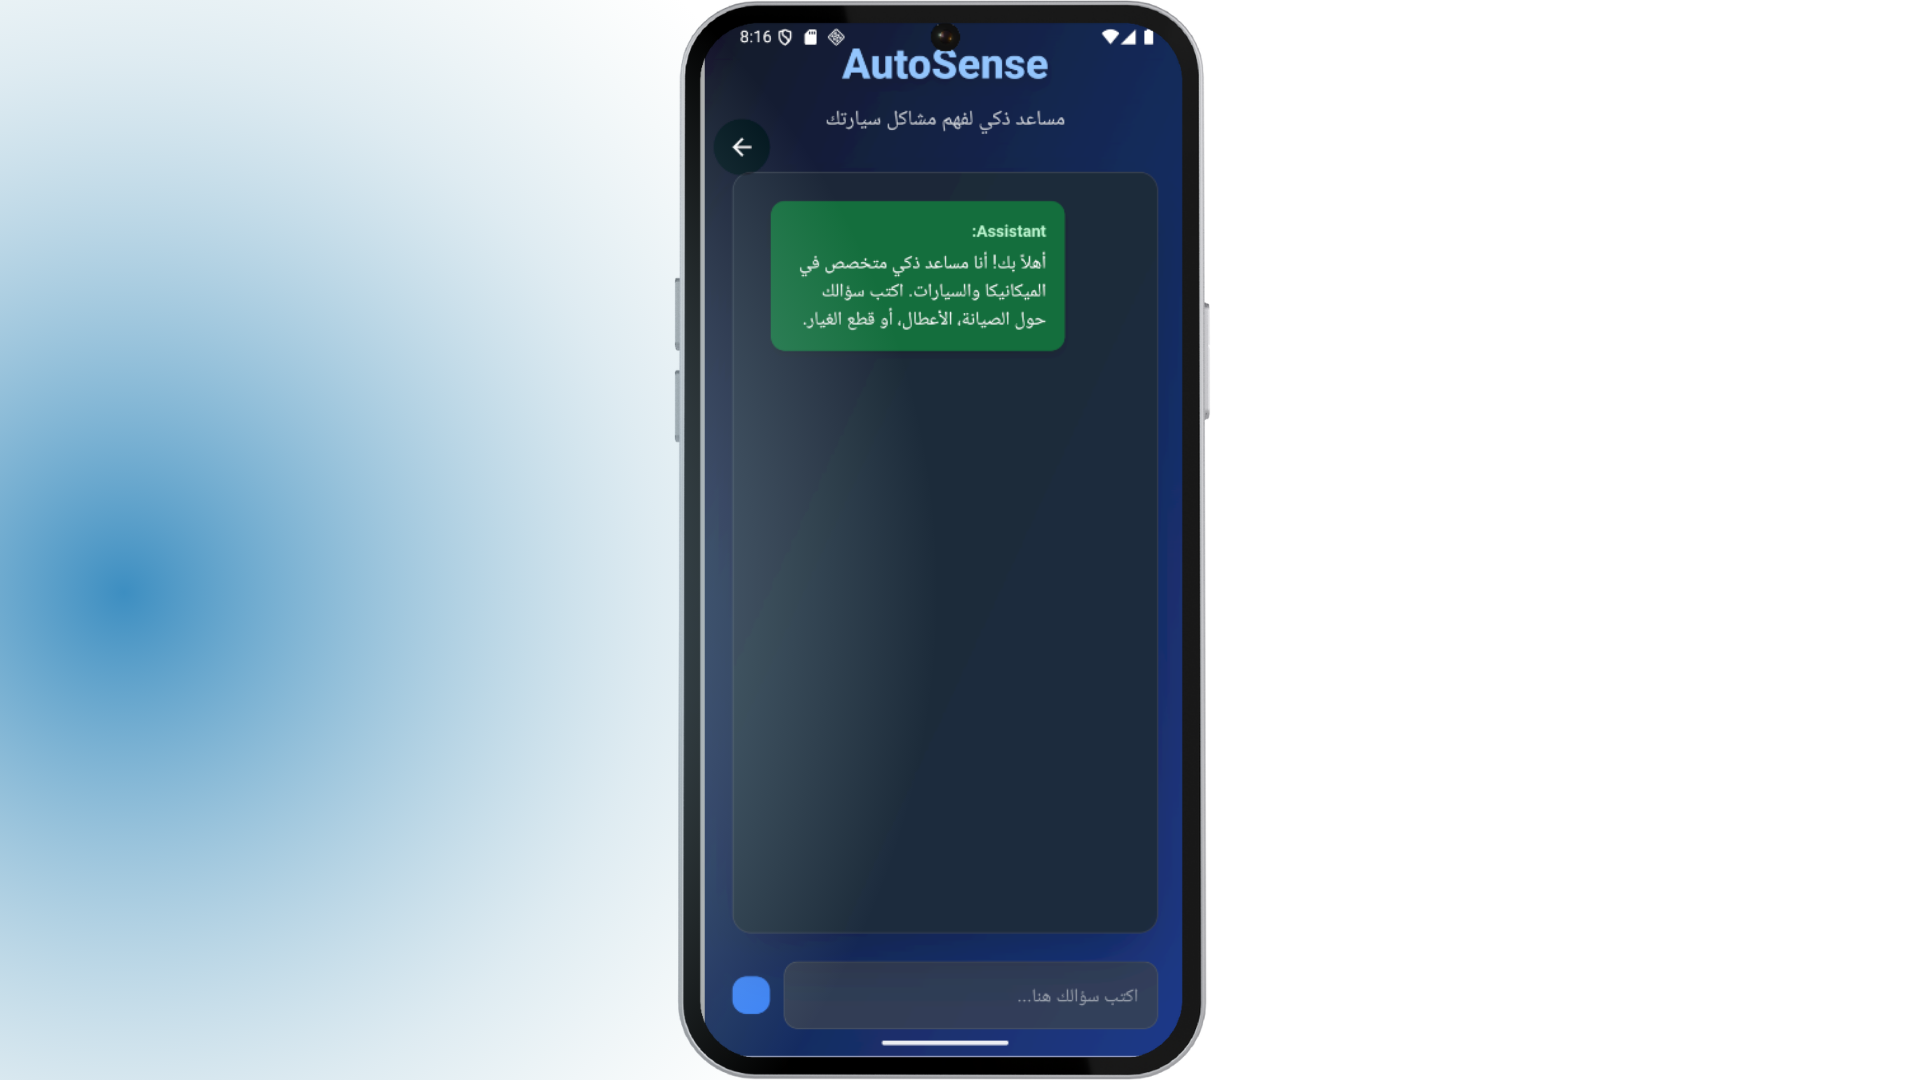 8:16
AutoSense
مساعد ذكي لفهم مشاكل سيارتك
Assistant:
أهلاً بك! أنا مساعد ذكي متخصص في
الميكانيكا والسيارات. اكتب سؤالك
حول الصيانة، الأعطال، أو قطع الغيار.
اكتب سؤالك هنا...